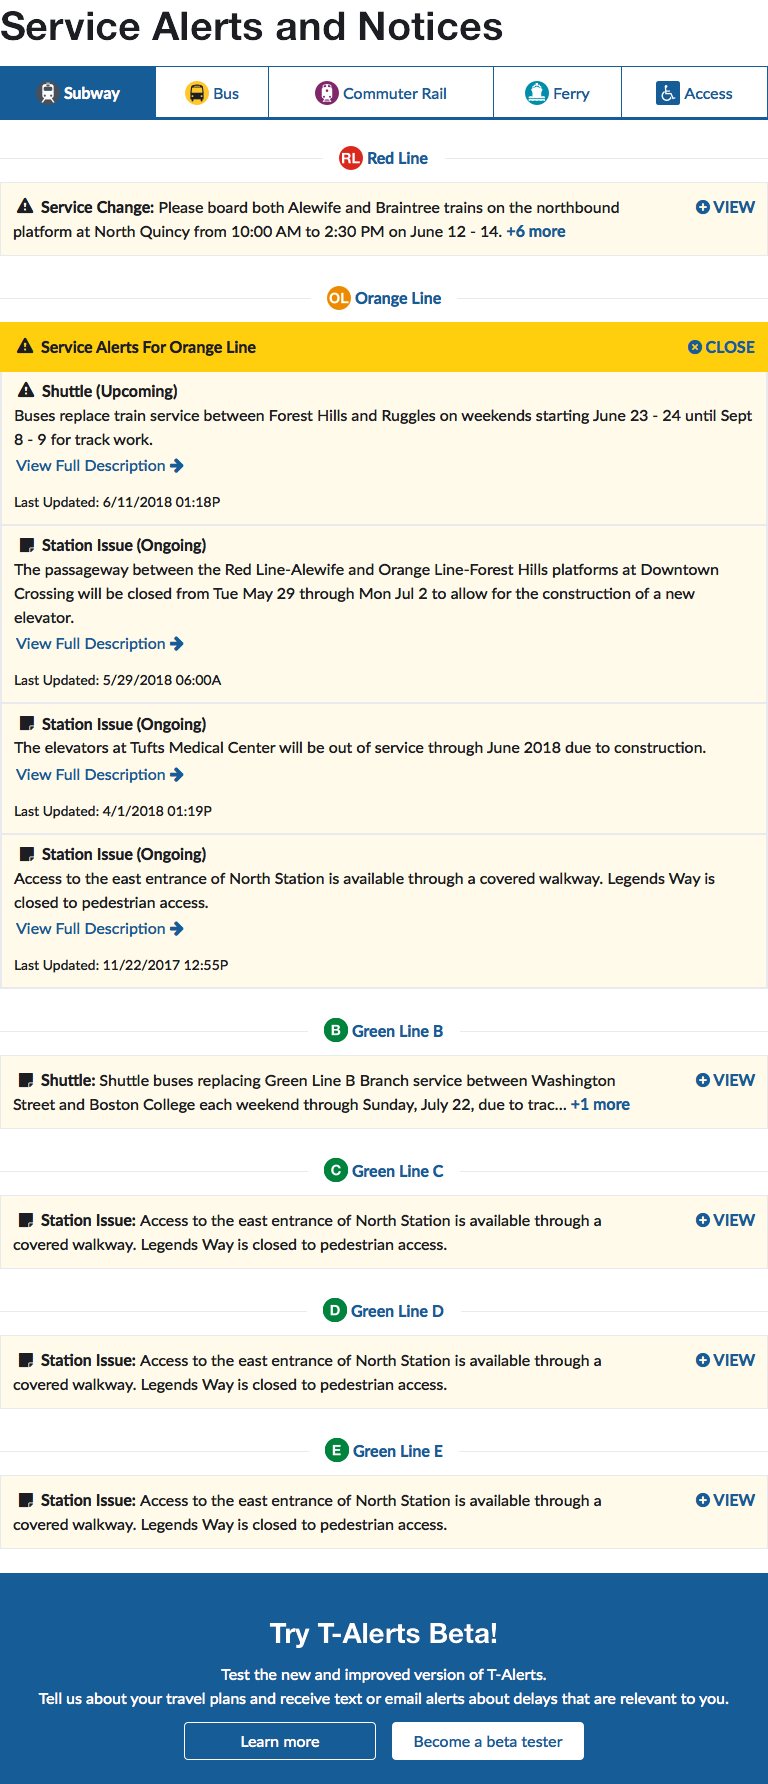 Service Alerts and Notices
Subway
Bus
Commuter Rail
Ferry
Access
RL Red Line
Service Change: Please board both Alewife and Braintree trains on the northbound
platform at North Quincy from 10:00 AM to 2:30 PM on June 12 - 14. +6 more
VIEW
OL Orange Line
Service Alerts For Orange Line
CLOSE
Shuttle (Upcoming)
Buses replace train service between Forest Hills and Ruggles on weekends starting June 23 - 24 until Sept
8 - 9 for track work.
View Full Description
Last Updated: 6/11/2018 01:18P
Station Issue (Ongoing)
The passageway between the Red Line-Alewife and Orange Line-Forest Hills platforms at Downtown
Crossing will be closed from Tue May 29 through Mon Jul 2 to allow for the construction of a new
elevator.
View Full Description
Last Updated: 5/29/2018 06:00A
Station Issue (Ongoing)
The elevators at Tufts Medical Center will be out of service through June 2018 due to construction.
View Full Description
Last Updated: 4/1/2018 01:19P
Station Issue (Ongoing)
Access to the east entrance of North Station is available through a covered walkway. Legends Way is
closed to pedestrian access.
View Full Description
Last Updated: 11/22/2017 12:55P
B Green Line B
Shuttle: Shuttle buses replacing Green Line B Branch service between Washington
Street and Boston College each weekend through Sunday, July 22, due to trac... +1 more
VIEW
C Green Line C
Station Issue: Access to the east entrance of North Station is available through a
covered walkway. Legends Way is closed to pedestrian access.
VIEW
D Green Line D
Station Issue: Access to the east entrance of North Station is available through a
covered walkway. Legends Way is closed to pedestrian access.
VIEW
E Green Line E
Station Issue: Access to the east entrance of North Station is available through a
covered walkway. Legends Way is closed to pedestrian access.
VIEW
Try T-Alerts Beta!
Test the new and improved version of T-Alerts.
Tell us about your travel plans and receive text or email alerts about delays that are relevant to you.
Learn more
Become a beta tester